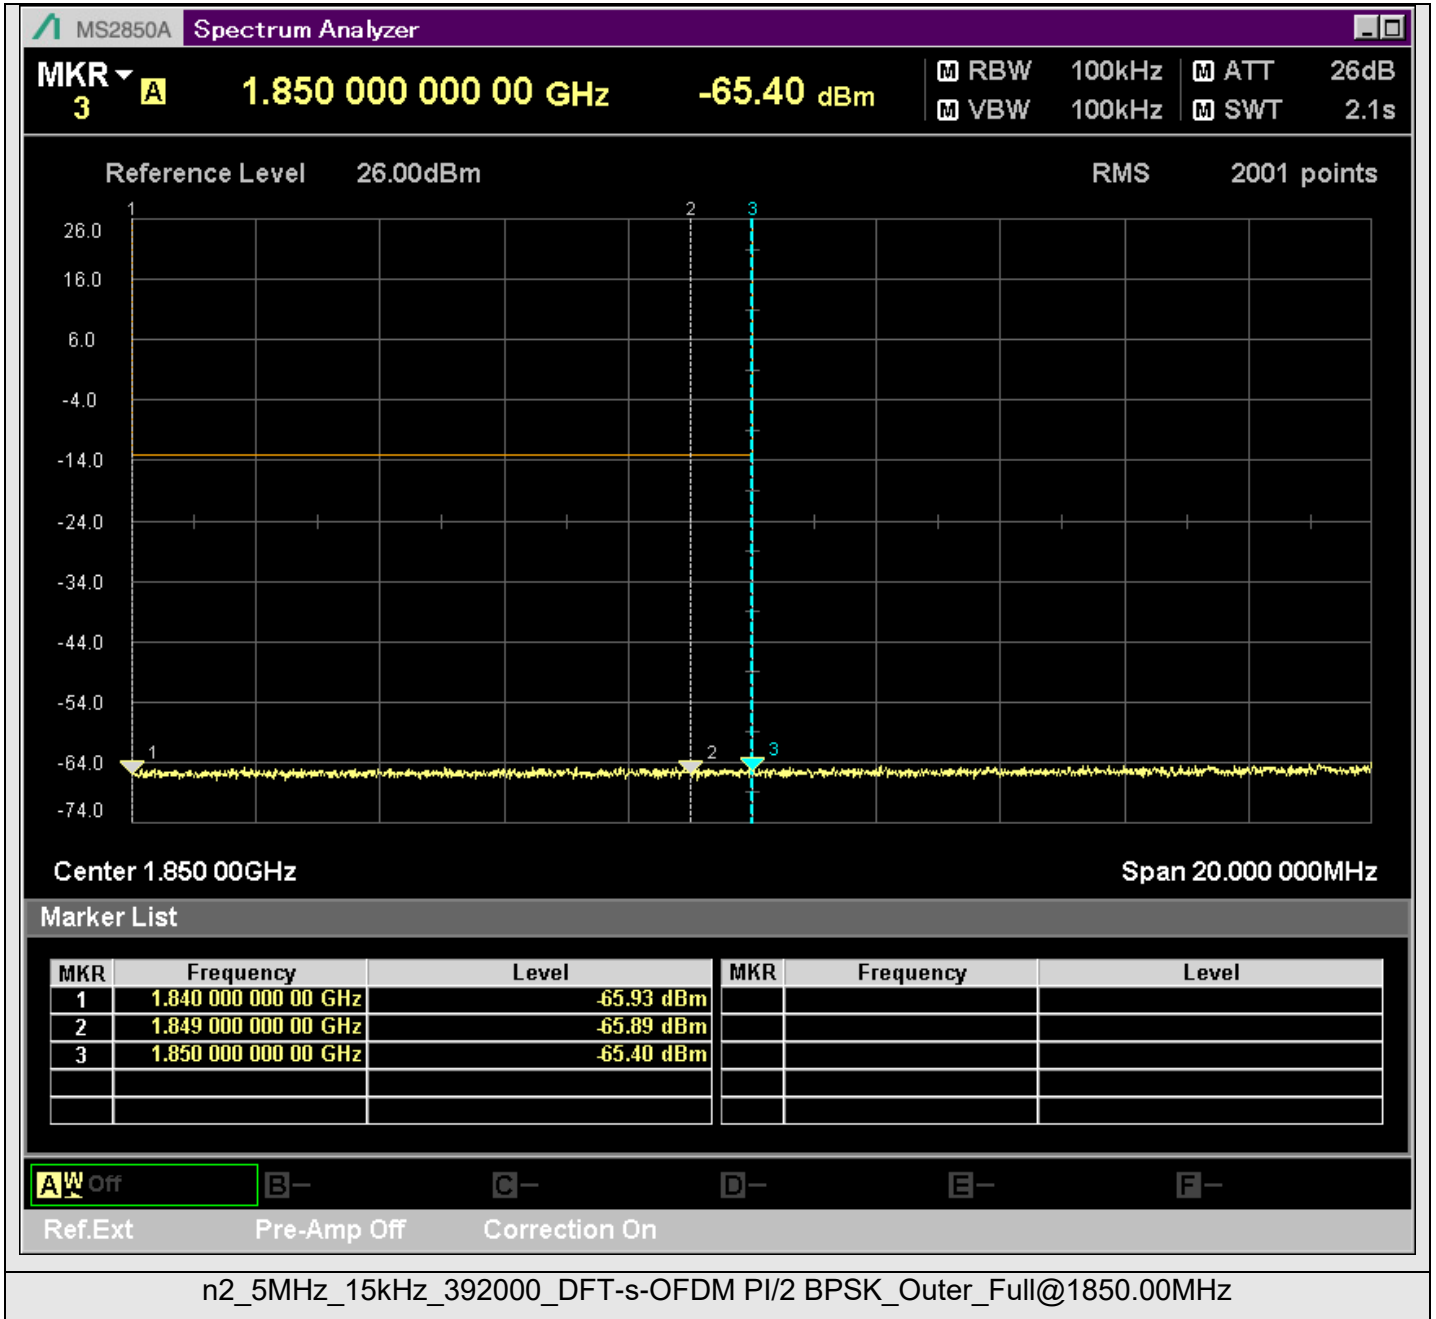 MS2850A Spectrum Analyzer
MKR 3 A 1.850 000 000 00 GHz -65.40 dBm
M RBW 100kHz M ATT 26dB
M VBW 100kHz M SWT 2.1s
Reference Level 26.00dBm RMS 2001 points
1 2 3
26.0
16.0
6.0
-4.0
-14.0
-24.0
-34.0
-44.0
-54.0
1 2 3
-64.0
-74.0
Center 1.850 00GHz Span 20.000 000MHz
Marker List
MKR Frequency Level MKR Frequency Level
1 1.840 000 000 00 GHz -65.93 dBm
2 1.849 000 000 00 GHz -65.89 dBm
3 1.850 000 000 00 GHz -65.40 dBm
A W Off B - C - D - E - F -
Ref.Ext Pre-Amp Off Correction On
n2_5MHz_15kHz_392000_DFT-s-OFDM PI/2 BPSK_Outer_Full@1850.00MHz